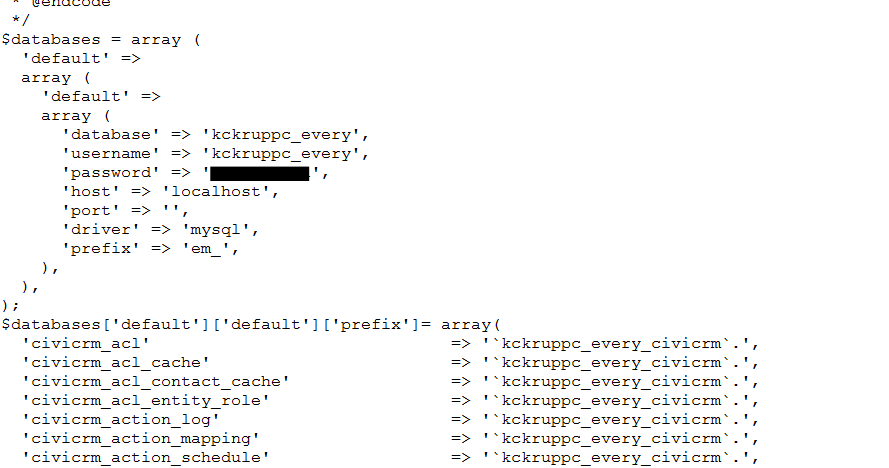 * @endcode
 */
$databases = array (
  'default' =>
  array (
    'default' =>
    array (
      'database' => 'kckruppc_every',
      'username' => 'kckruppc_every',
      'password' => '',
      'host' => 'localhost',
      'port' => '',
      'driver' => 'mysql',
      'prefix' => 'em_',
    ),
  ),
);
$databases['default']['default']['prefix']= array(
  'civicrm_acl'                              => '`kckruppc_every_civicrm`.',
  'civicrm_acl_cache'                        => '`kckruppc_every_civicrm`.',
  'civicrm_acl_contact_cache'                => '`kckruppc_every_civicrm`.',
  'civicrm_acl_entity_role'                  => '`kckruppc_every_civicrm`.',
  'civicrm_action_log'                       => '`kckruppc_every_civicrm`.',
  'civicrm_action_mapping'                   => '`kckruppc_every_civicrm`.',
  'civicrm_action_schedule'                  => '`kckruppc_every_civicrm`.',